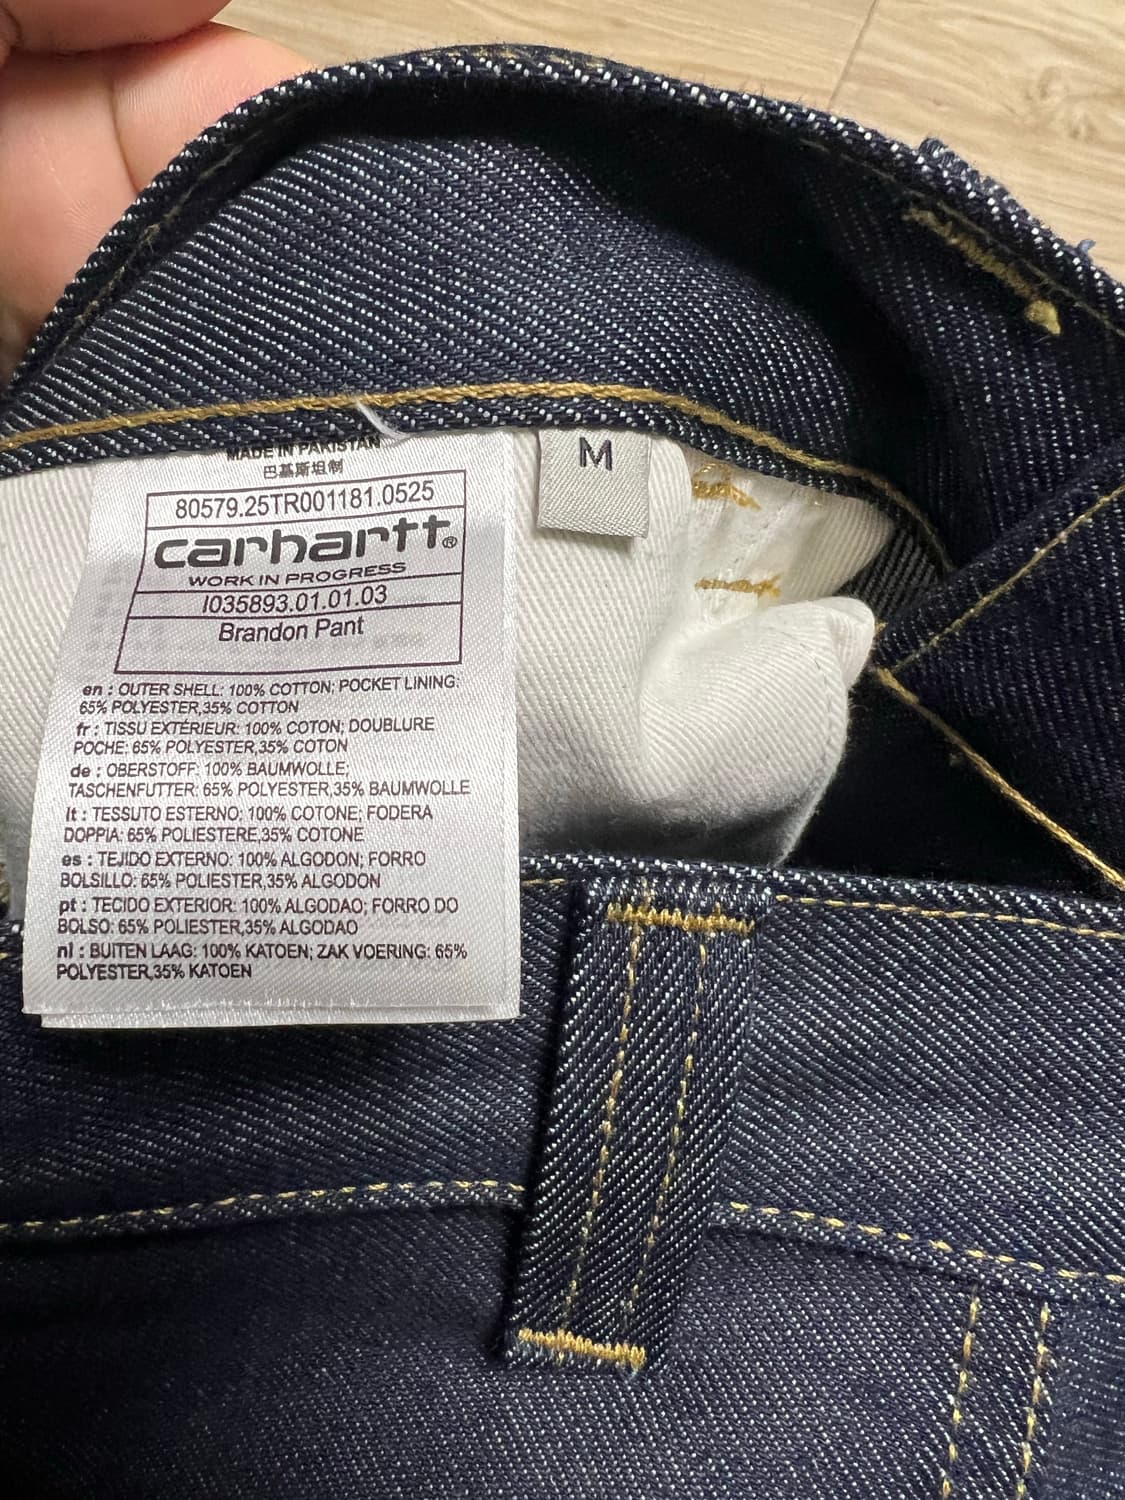 MADE IN PAKISTAN
巴基斯坦制
80579.25TR001181.0525
carhartt®
WORK IN PROGRESS
I035893.01.01.03
Brandon Pant
en : OUTER SHELL: 100% COTTON; POCKET LINING:
65% POLYESTER,35% COTTON
fr : TISSU EXTÉRIEUR: 100% COTON; DOUBLURE
POCHE: 65% POLYESTER,35% COTON
de : OBERSTOFF: 100% BAUMWOLLE;
TASCHENFUTTER: 65% POLYESTER,35% BAUMWOLLE
It : TESSUTO ESTERNO: 100% COTONE; FODERA
DOPPIA: 65% POLIESTERE,35% COTONE
es : TEJIDO EXTERNO: 100% ALGODON; FORRO
BOLSILLO: 65% POLIESTER,35% ALGODON
pt : TECIDO EXTERIOR: 100% ALGODAO; FORRO DO
BOLSO: 65% POLYESTER,35% ALGODAO
nl : BUITEN LAAG: 100% KATOEN; ZAK VOERING: 65%
POLYESTER,35% KATOEN
M